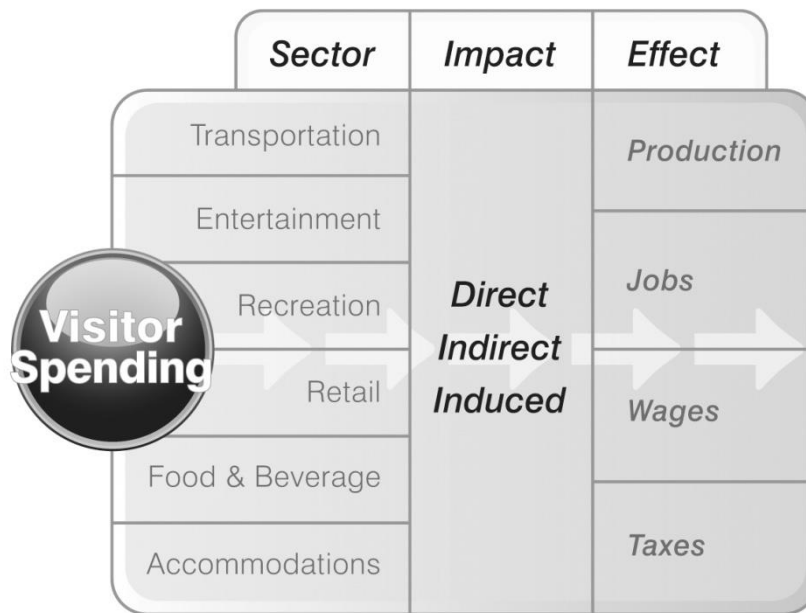 Sector Impact Effect
Transportation
Entertainment
Recreation
Retail
Food & Beverage
Accommodations
Visitor
Spending
Direct
Indirect
Induced
Production
Jobs
Wages
Taxes